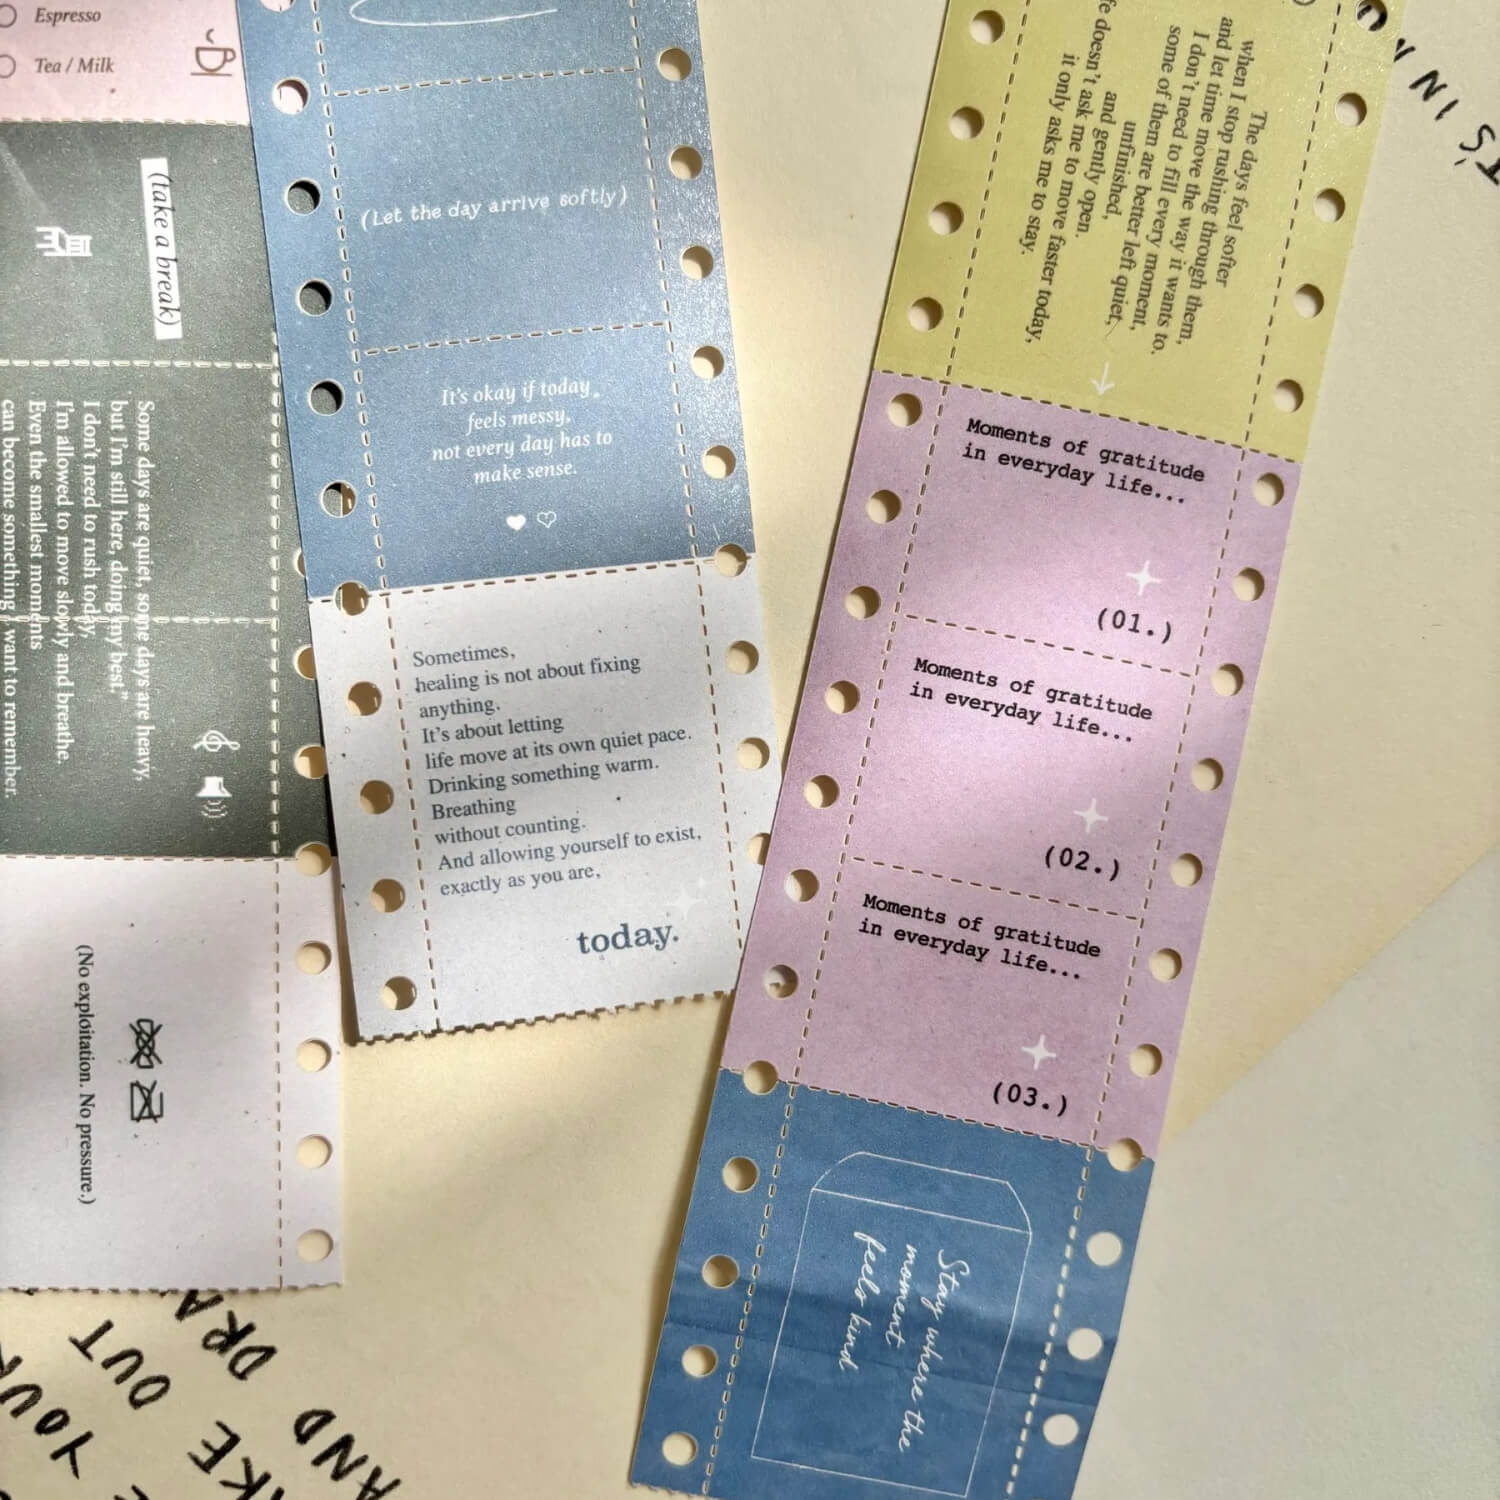 Espresso
Tea / Milk
(take a break)
Some days are quiet, some days are heavy,
but I'm still here, doing my best."
I don't need to rush today,
I'm allowed to move slowly and breathe.
Even the smallest moments
can become something I want to remember.
(No exploitation. No pressure.)
(Let the day arrive softly)
It's okay if today
feels messy,
not every day has to
make sense.
Sometimes,
healing is not about fixing
anything.
It's about letting
life move at its own quiet pace.
Drinking something warm.
Breathing
without counting.
And allowing yourself to exist,
exactly as you are,
today.
The days feel softer
when I stop rushing through them,
and let time move the way it wants to.
I don't need to fill every moment,
some of them are better left quiet,
unfinished,
and gently open.
doesn't ask me to move faster today,
it only asks me to stay.
Moments of gratitude
in everyday life...
(01.)
Moments of gratitude
in everyday life...
(02.)
Moments of gratitude
in everyday life...
(03.)
Stay where the
moment
feels kind
IN
OUT
AND